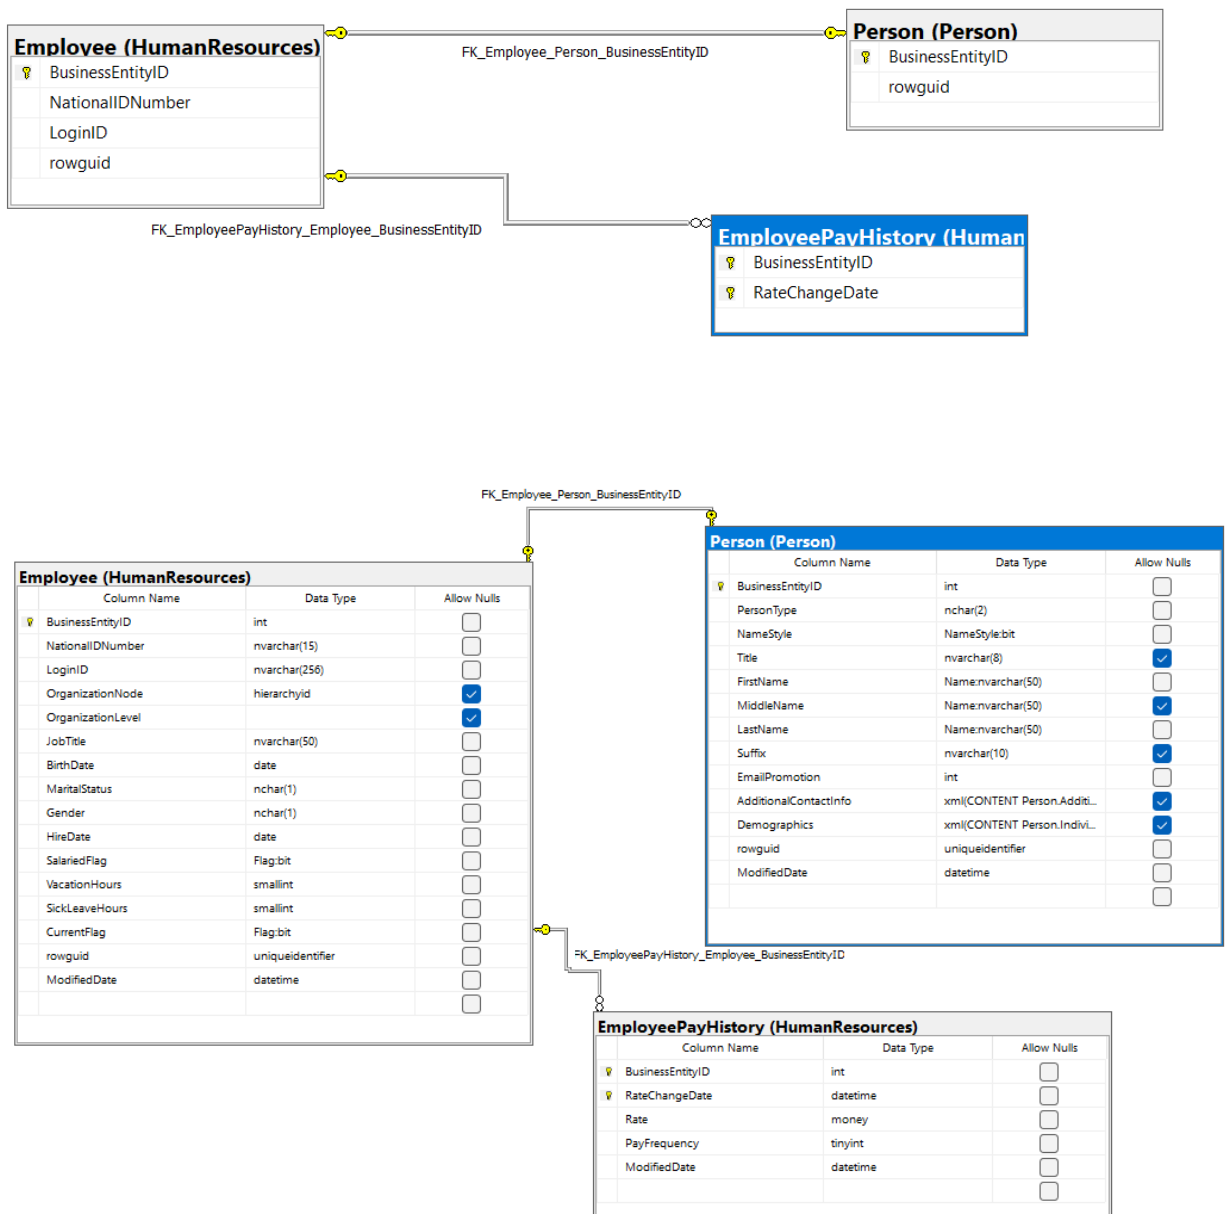 Employee (HumanResources)
BusinessEntityID
NationalIDNumber
LoginID
rowguid
FK_Employee_Person_BusinessEntityID
Person (Person)
BusinessEntityID
rowguid
FK_EmployeePayHistory_Employee_BusinessEntityID
EmployeePayHistory (Human
BusinessEntityID
RateChangeDate
FK_Employee_Person_BusinessEntityID
Employee (HumanResources)
Column Name Data Type Allow Nulls
BusinessEntityID int
NationalIDNumber nvarchar(15)
LoginID nvarchar(256)
OrganizationNode hierarchyid
OrganizationLevel
JobTitle nvarchar(50)
BirthDate date
MaritalStatus nchar(1)
Gender nchar(1)
HireDate date
SalariedFlag Flag:bit
VacationHours smallint
SickLeaveHours smallint
CurrentFlag Flag:bit
rowguid uniqueidentifier
ModifiedDate datetime
Person (Person)
Column Name Data Type Allow Nulls
BusinessEntityID int
PersonType nchar(2)
NameStyle NameStyle:bit
Title nvarchar(8)
FirstName Name:nvarchar(50)
MiddleName Name:nvarchar(50)
LastName Name:nvarchar(50)
Suffix nvarchar(10)
EmailPromotion int
AdditionalContactInfo xml(CONTENT Person.Additi...
Demographics xml(CONTENT Person.Indivi...
rowguid uniqueidentifier
ModifiedDate datetime
FK_EmployeePayHistory_Employee_BusinessEntityID
EmployeePayHistory (HumanResources)
Column Name Data Type Allow Nulls
BusinessEntityID int
RateChangeDate datetime
Rate money
PayFrequency tinyint
ModifiedDate datetime